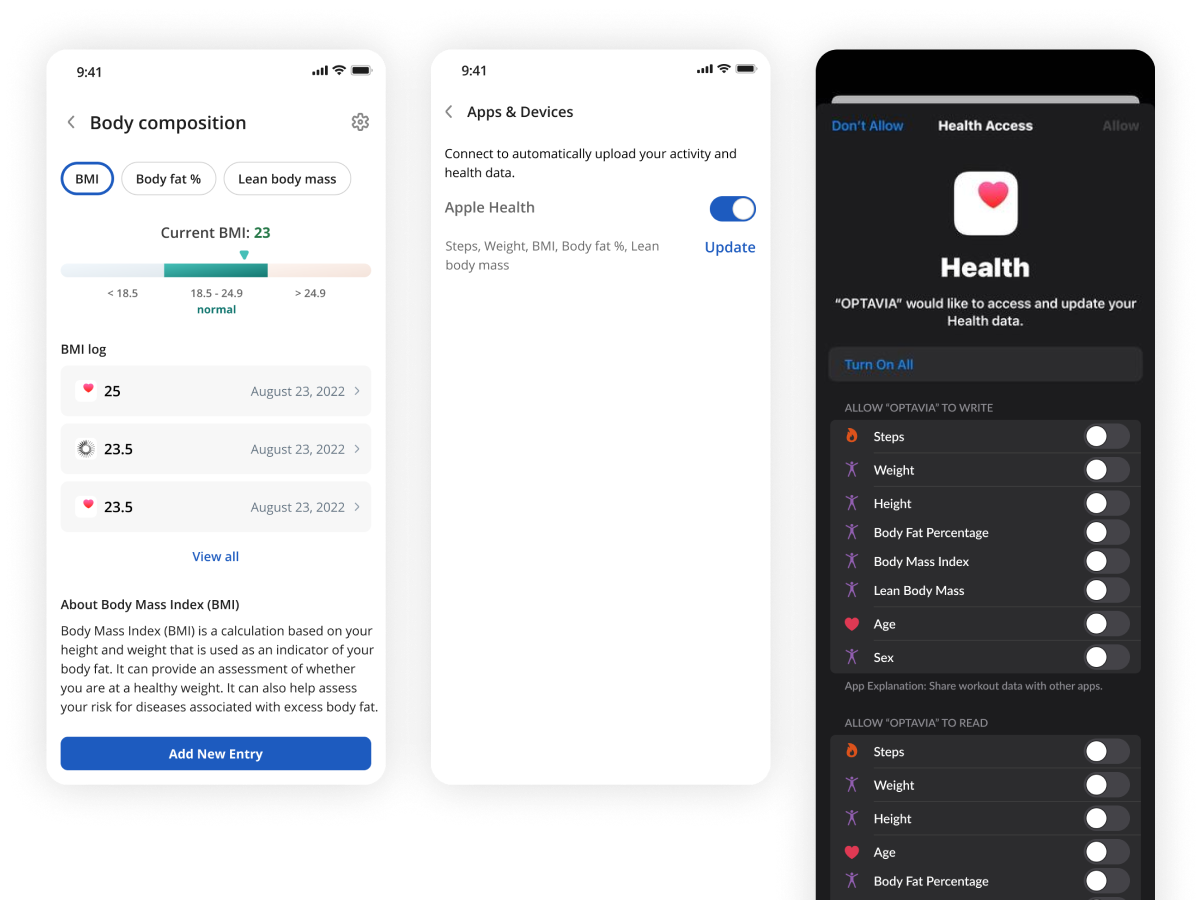 9:41
Body composition
BMI
Body fat %
Lean body mass
Current BMI: 23
< 18.5
18.5 - 24.9
> 24.9
normal
BMI log
25
August 23, 2022
23.5
August 23, 2022
23.5
August 23, 2022
View all
About Body Mass Index (BMI)
Body Mass Index (BMI) is a calculation based on your
height and weight that is used as an indicator of your
body fat. It can provide an assessment of whether
you are at a healthy weight. It can also help assess
your risk for diseases associated with excess body fat.
Add New Entry
9:41
Apps & Devices
Connect to automatically upload your activity and
health data.
Apple Health
Steps, Weight, BMI, Body fat %, Lean
body mass
Update
Don't Allow
Health Access
Allow
Health
“OPTAVIA” would like to access and update your
Health data.
Turn On All
ALLOW “OPTAVIA” TO WRITE
Steps
Weight
Height
Body Fat Percentage
Body Mass Index
Lean Body Mass
Age
Sex
App Explanation: Share workout data with other apps.
ALLOW “OPTAVIA” TO READ
Steps
Weight
Height
Age
Body Fat Percentage